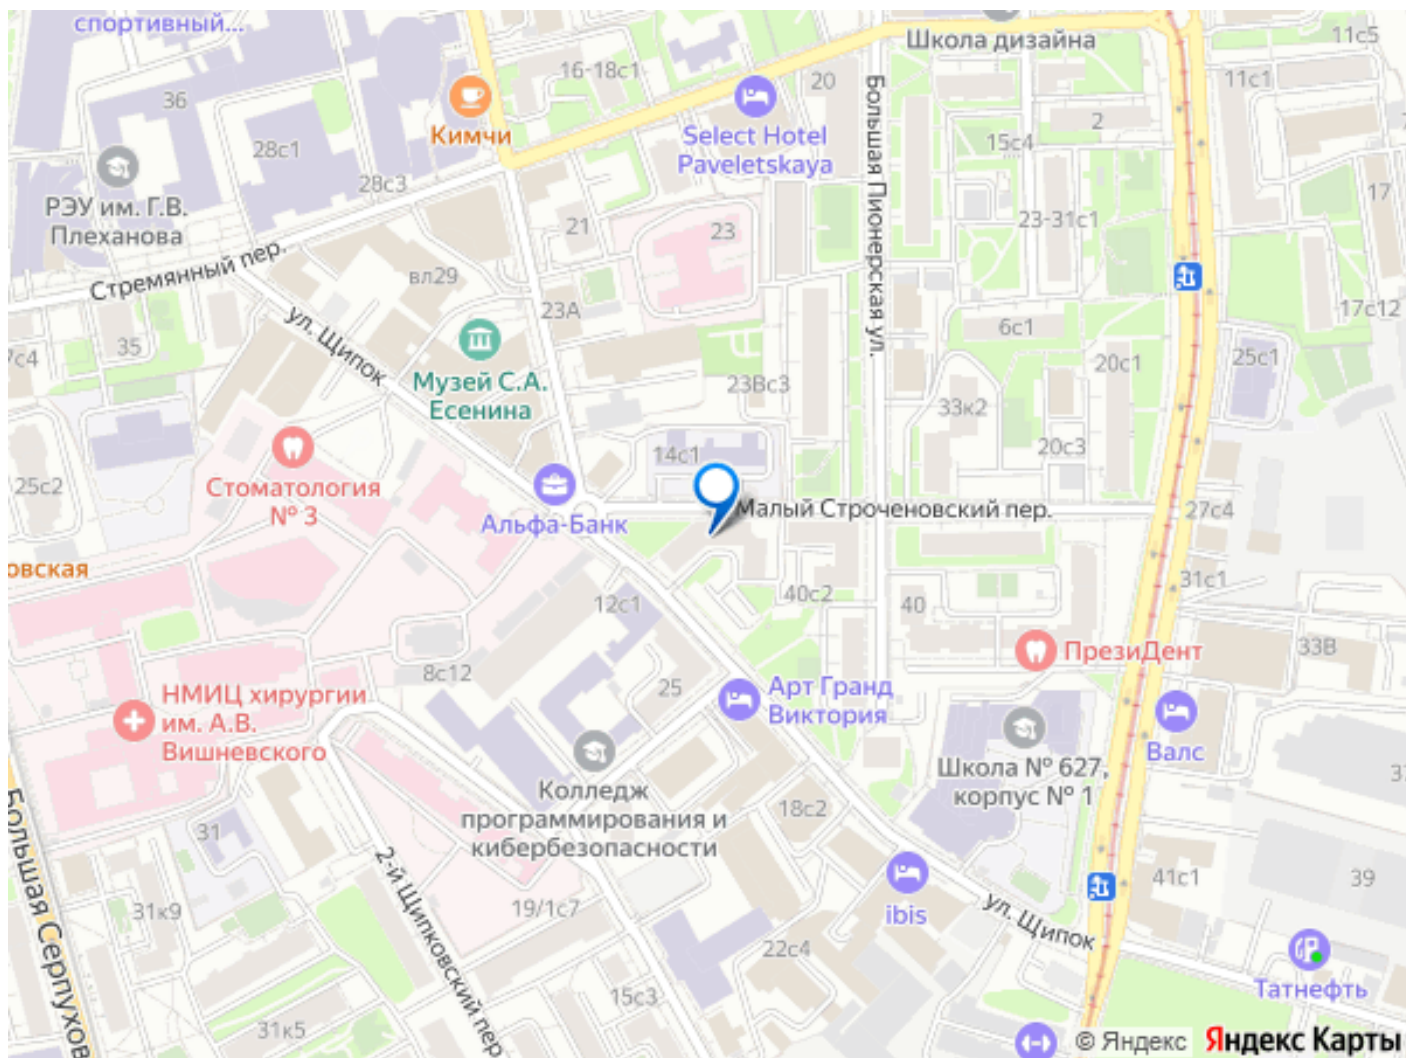 спортивный...
Школа дизайна
11с5
16-18с1
20
11с1
36
Кимчи
Select Hotel
Paveletskaya
Большая Пионерская ул.
2
15с4
28с1
28с3
17
РЭУ им. Г.В.
Плеханова
21
23
23-31с1
Стремянный пер.
вл29
23А
17с12
ул. Щипок
6с1
35
Музей С.А.
Есенина
23Вс3
20с1
25с1
33к2
14с1
20с3
25с2
Стоматология
№ 3
Альфа-Банк
Малый Строченовский пер.
27с4
овская
12с1
40с2
40
31с1
8с12
25
ПрезиДент
33В
НМИЦ хирургии
им. А.В.
Вишневского
Арт Гранд
Виктория
Валс
Колледж
программирования и
кибербезопасности
Школа № 627,
корпус № 1
18с2
Большая Серпухов
31
2-й Щипковский пер
31к9
19/1с7
ibis
ул. Щипок
41с1
39
22с4
15с3
31к5
Татнефть
© Яндекс Яндекс Карты